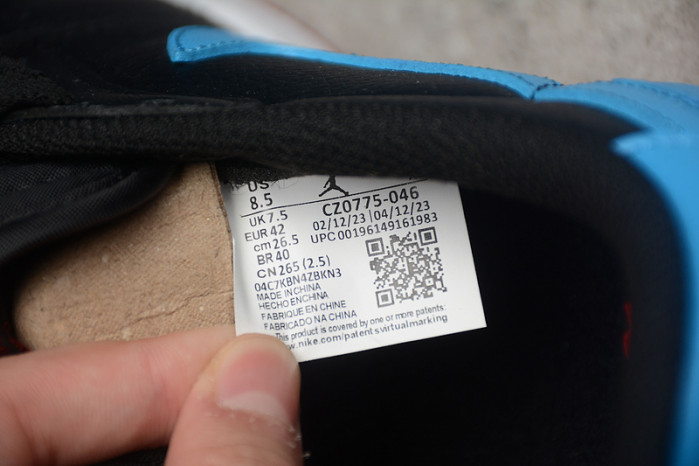 US
8.5
UK 7.5
EUR 42
cm 26.5
BR 40
CN 265 (2.5)
04C7KBN4ZBKN3
MADE IN CHINA
HECHO EN CHINA
FABRIQUE EN CHINE
FABRICADO NA CHINA
This product is covered by one or more patents:
www.nike.com/patentsvirtualmarking
CZ0775-046
02/12/23 | 04/12/23
UPC 00196149161983